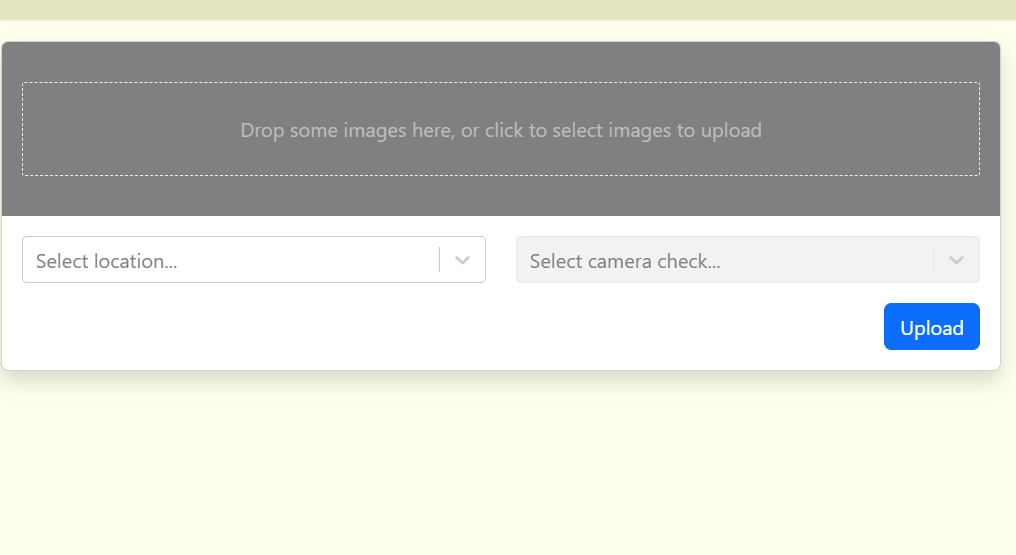 Drop some images here, or click to select images to upload
Select location...
Select camera check...
Upload